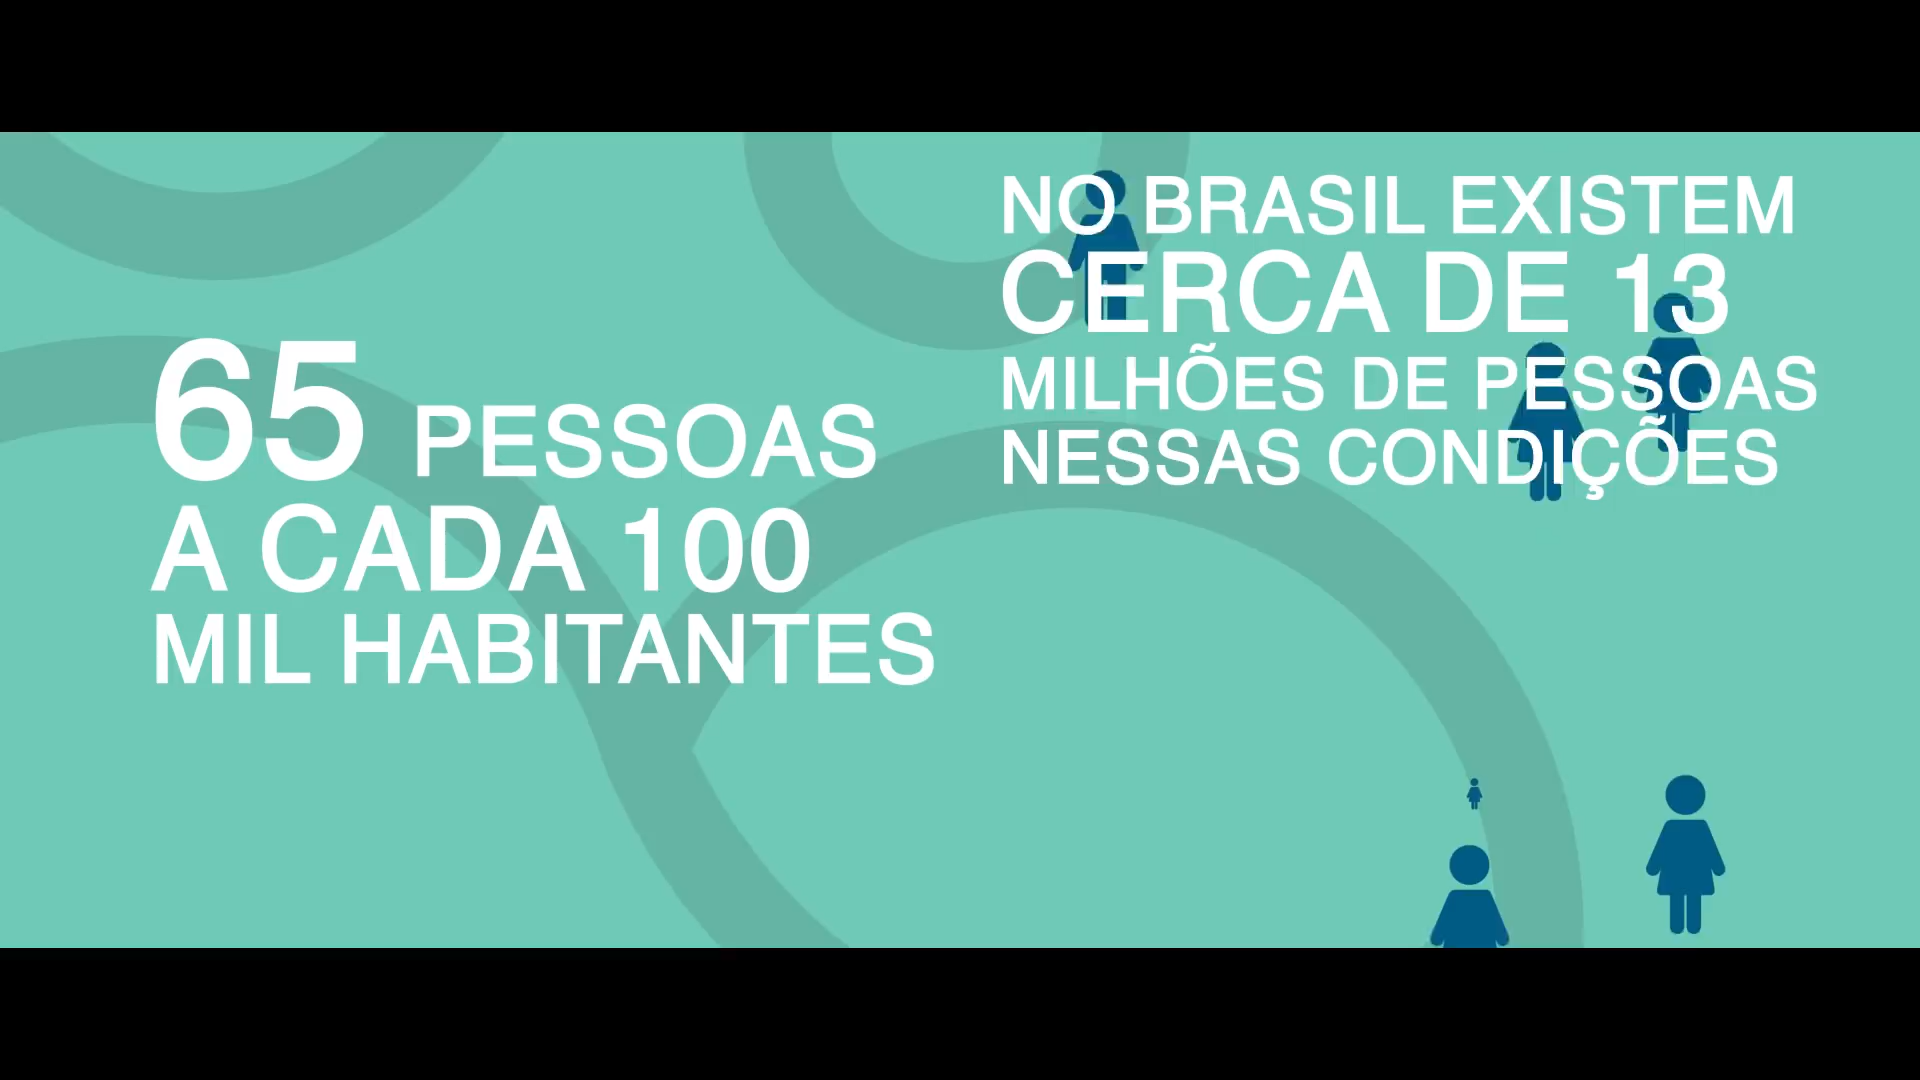 65 PESSOAS
A CADA 100
MIL HABITANTES
NO BRASIL EXISTEM
CERCA DE 13
MILHÕES DE PESSOAS
NESSAS CONDIÇÕES